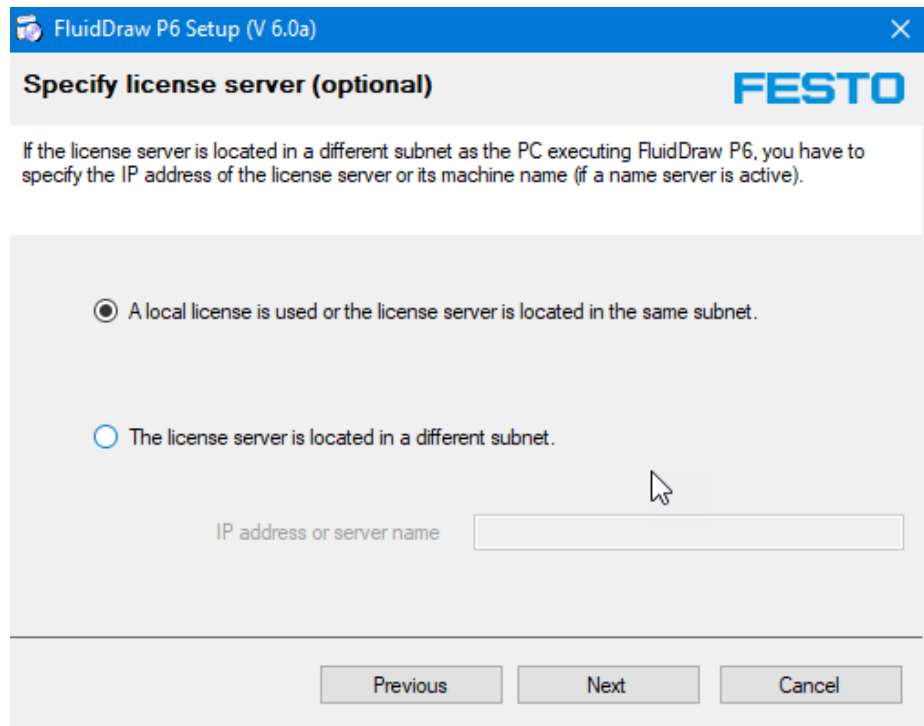 FluidDraw P6 Setup (V 6.0a)
Specify license server (optional)
FESTO
If the license server is located in a different subnet as the PC executing FluidDraw P6, you have to
specify the IP address of the license server or its machine name (if a name server is active).
A local license is used or the license server is located in the same subnet.
The license server is located in a different subnet.
IP address or server name
Previous
Next
Cancel